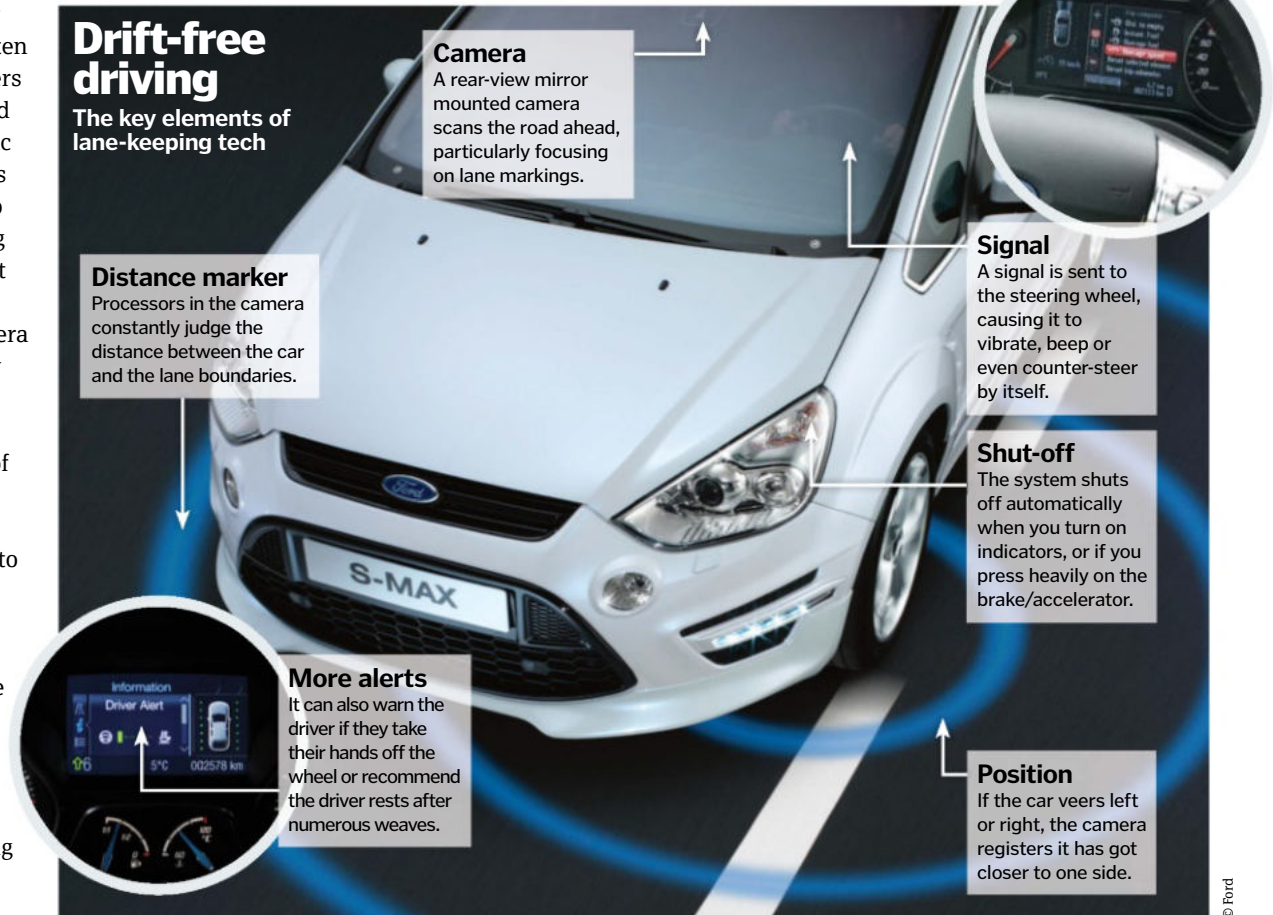 Drift-free
driving
The key elements of
lane-keeping tech
Camera
A rear-view mirror
mounted camera
scans the road ahead,
particularly focusing
on lane markings.
Distance marker
Processors in the camera
constantly judge the
distance between the car
and the lane boundaries.
Signal
A signal is sent to
the steering wheel,
causing it to
vibrate, beep or
even counter-steer
by itself.
Shut-off
The system shuts
off automatically
when you turn on
indicators, or if you
press heavily on the
brake/accelerator.
Ford
S-MAX
More alerts
It can also warn the
driver if they take
their hands off the
wheel or recommend
the driver rests after
numerous weaves.
Information
Driver Alert
6
5°C
002578 km
Position
If the car veers left
or right, the camera
registers it has got
closer to one side.
© Ford